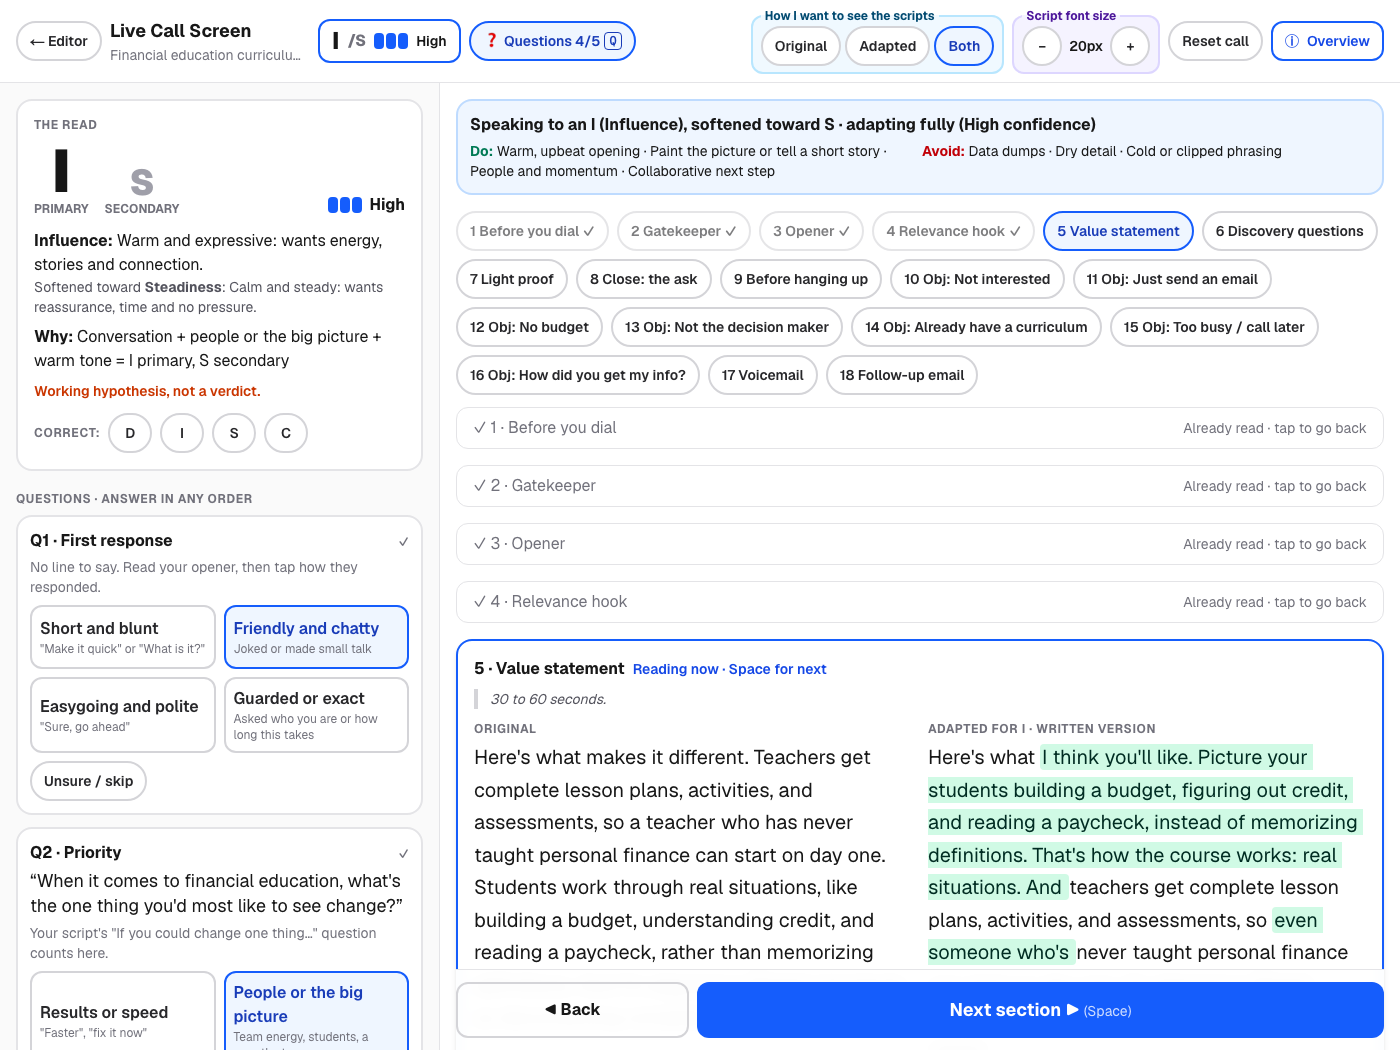 ← Editor
Live Call Screen
Financial education curriculu...
I /S High
? Questions 4/5 Q
How I want to see the scripts
Original
Adapted
Both
Script font size
−
20px
+
Reset call
ⓘ Overview
THE READ
I
S
PRIMARY
SECONDARY
High
Influence: Warm and expressive: wants energy,
stories and connection.
Softened toward Steadiness: Calm and steady: wants
reassurance, time and no pressure.
Why: Conversation + people or the big picture +
warm tone = I primary, S secondary
Working hypothesis, not a verdict.
CORRECT:
D
I
S
C
QUESTIONS · ANSWER IN ANY ORDER
Q1 · First response ✓
No line to say. Read your opener, then tap how they
responded.
Short and blunt
"Make it quick" or "What is it?"
Friendly and chatty
Joked or made small talk
Easygoing and polite
"Sure, go ahead"
Guarded or exact
Asked who you are or how
long this takes
Unsure / skip
Q2 · Priority ✓
“When it comes to financial education, what's
the one thing you'd most like to see change?”
Your script's "If you could change one thing..." question
counts here.
Results or speed
"Faster", "fix it now"
People or the big
picture
Team energy, students, a
Speaking to an I (Influence), softened toward S · adapting fully (High confidence)
Do: Warm, upbeat opening · Paint the picture or tell a short story ·
People and momentum · Collaborative next step
Avoid: Data dumps · Dry detail · Cold or clipped phrasing
1 Before you dial ✓
2 Gatekeeper ✓
3 Opener ✓
4 Relevance hook ✓
5 Value statement
6 Discovery questions
7 Light proof
8 Close: the ask
9 Before hanging up
10 Obj: Not interested
11 Obj: Just send an email
12 Obj: No budget
13 Obj: Not the decision maker
14 Obj: Already have a curriculum
15 Obj: Too busy / call later
16 Obj: How did you get my info?
17 Voicemail
18 Follow-up email
✓ 1 · Before you dial
Already read · tap to go back
✓ 2 · Gatekeeper
Already read · tap to go back
✓ 3 · Opener
Already read · tap to go back
✓ 4 · Relevance hook
Already read · tap to go back
5 · Value statement Reading now · Space for next
30 to 60 seconds.
ORIGINAL
Here's what makes it different. Teachers get
complete lesson plans, activities, and
assessments, so a teacher who has never
taught personal finance can start on day one.
Students work through real situations, like
building a budget, understanding credit, and
reading a paycheck, rather than memorizing
ADAPTED FOR I · WRITTEN VERSION
Here's what I think you'll like. Picture your
students building a budget, figuring out credit,
and reading a paycheck, instead of memorizing
definitions. That's how the course works: real
situations. And teachers get complete lesson
plans, activities, and assessments, so even
someone who's never taught personal finance
◀ Back
Next section ▶ (Space)